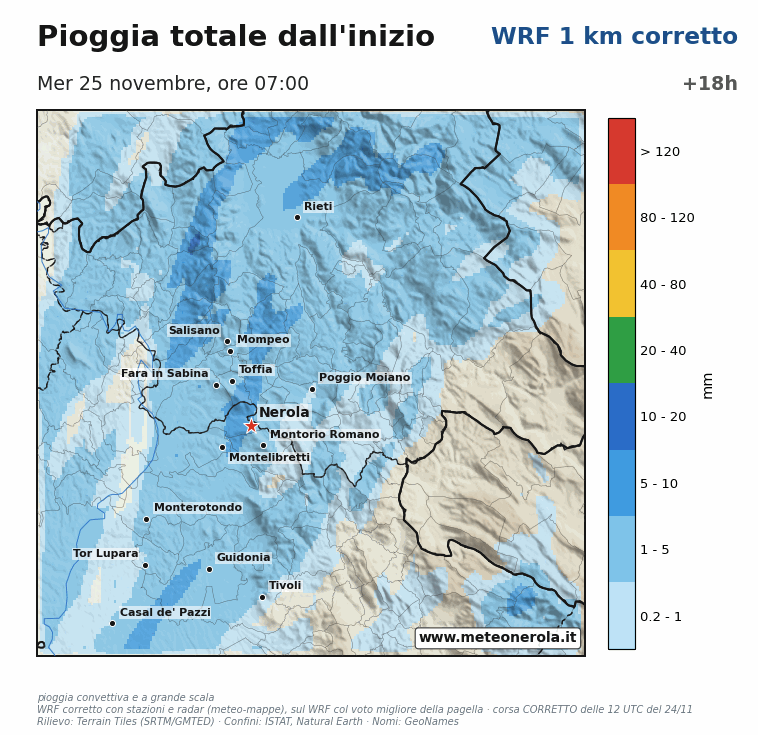 Pioggia totale dall'inizio
WRF 1 km corretto
Mer 25 novembre, ore 07:00
+18h
Rieti
Salisano
Mompeo
Toffia
Fara in Sabina
Poggio Moiano
Nerola
Montorio Romano
Montelibretti
Monterotondo
Tor Lupara
Guidonia
Tivoli
Casal de' Pazzi
www.meteonerola.it
> 120
80 - 120
40 - 80
20 - 40
10 - 20
5 - 10
1 - 5
0.2 - 1
mm
pioggia convettiva e a grande scala
WRF corretto con stazioni e radar (meteo-mappe), sul WRF col voto migliore della pagella · corsa CORRETTO delle 12 UTC del 24/11
Rilievo: Terrain Tiles (SRTM/GMTED) · Confini: ISTAT, Natural Earth · Nomi: GeoNames